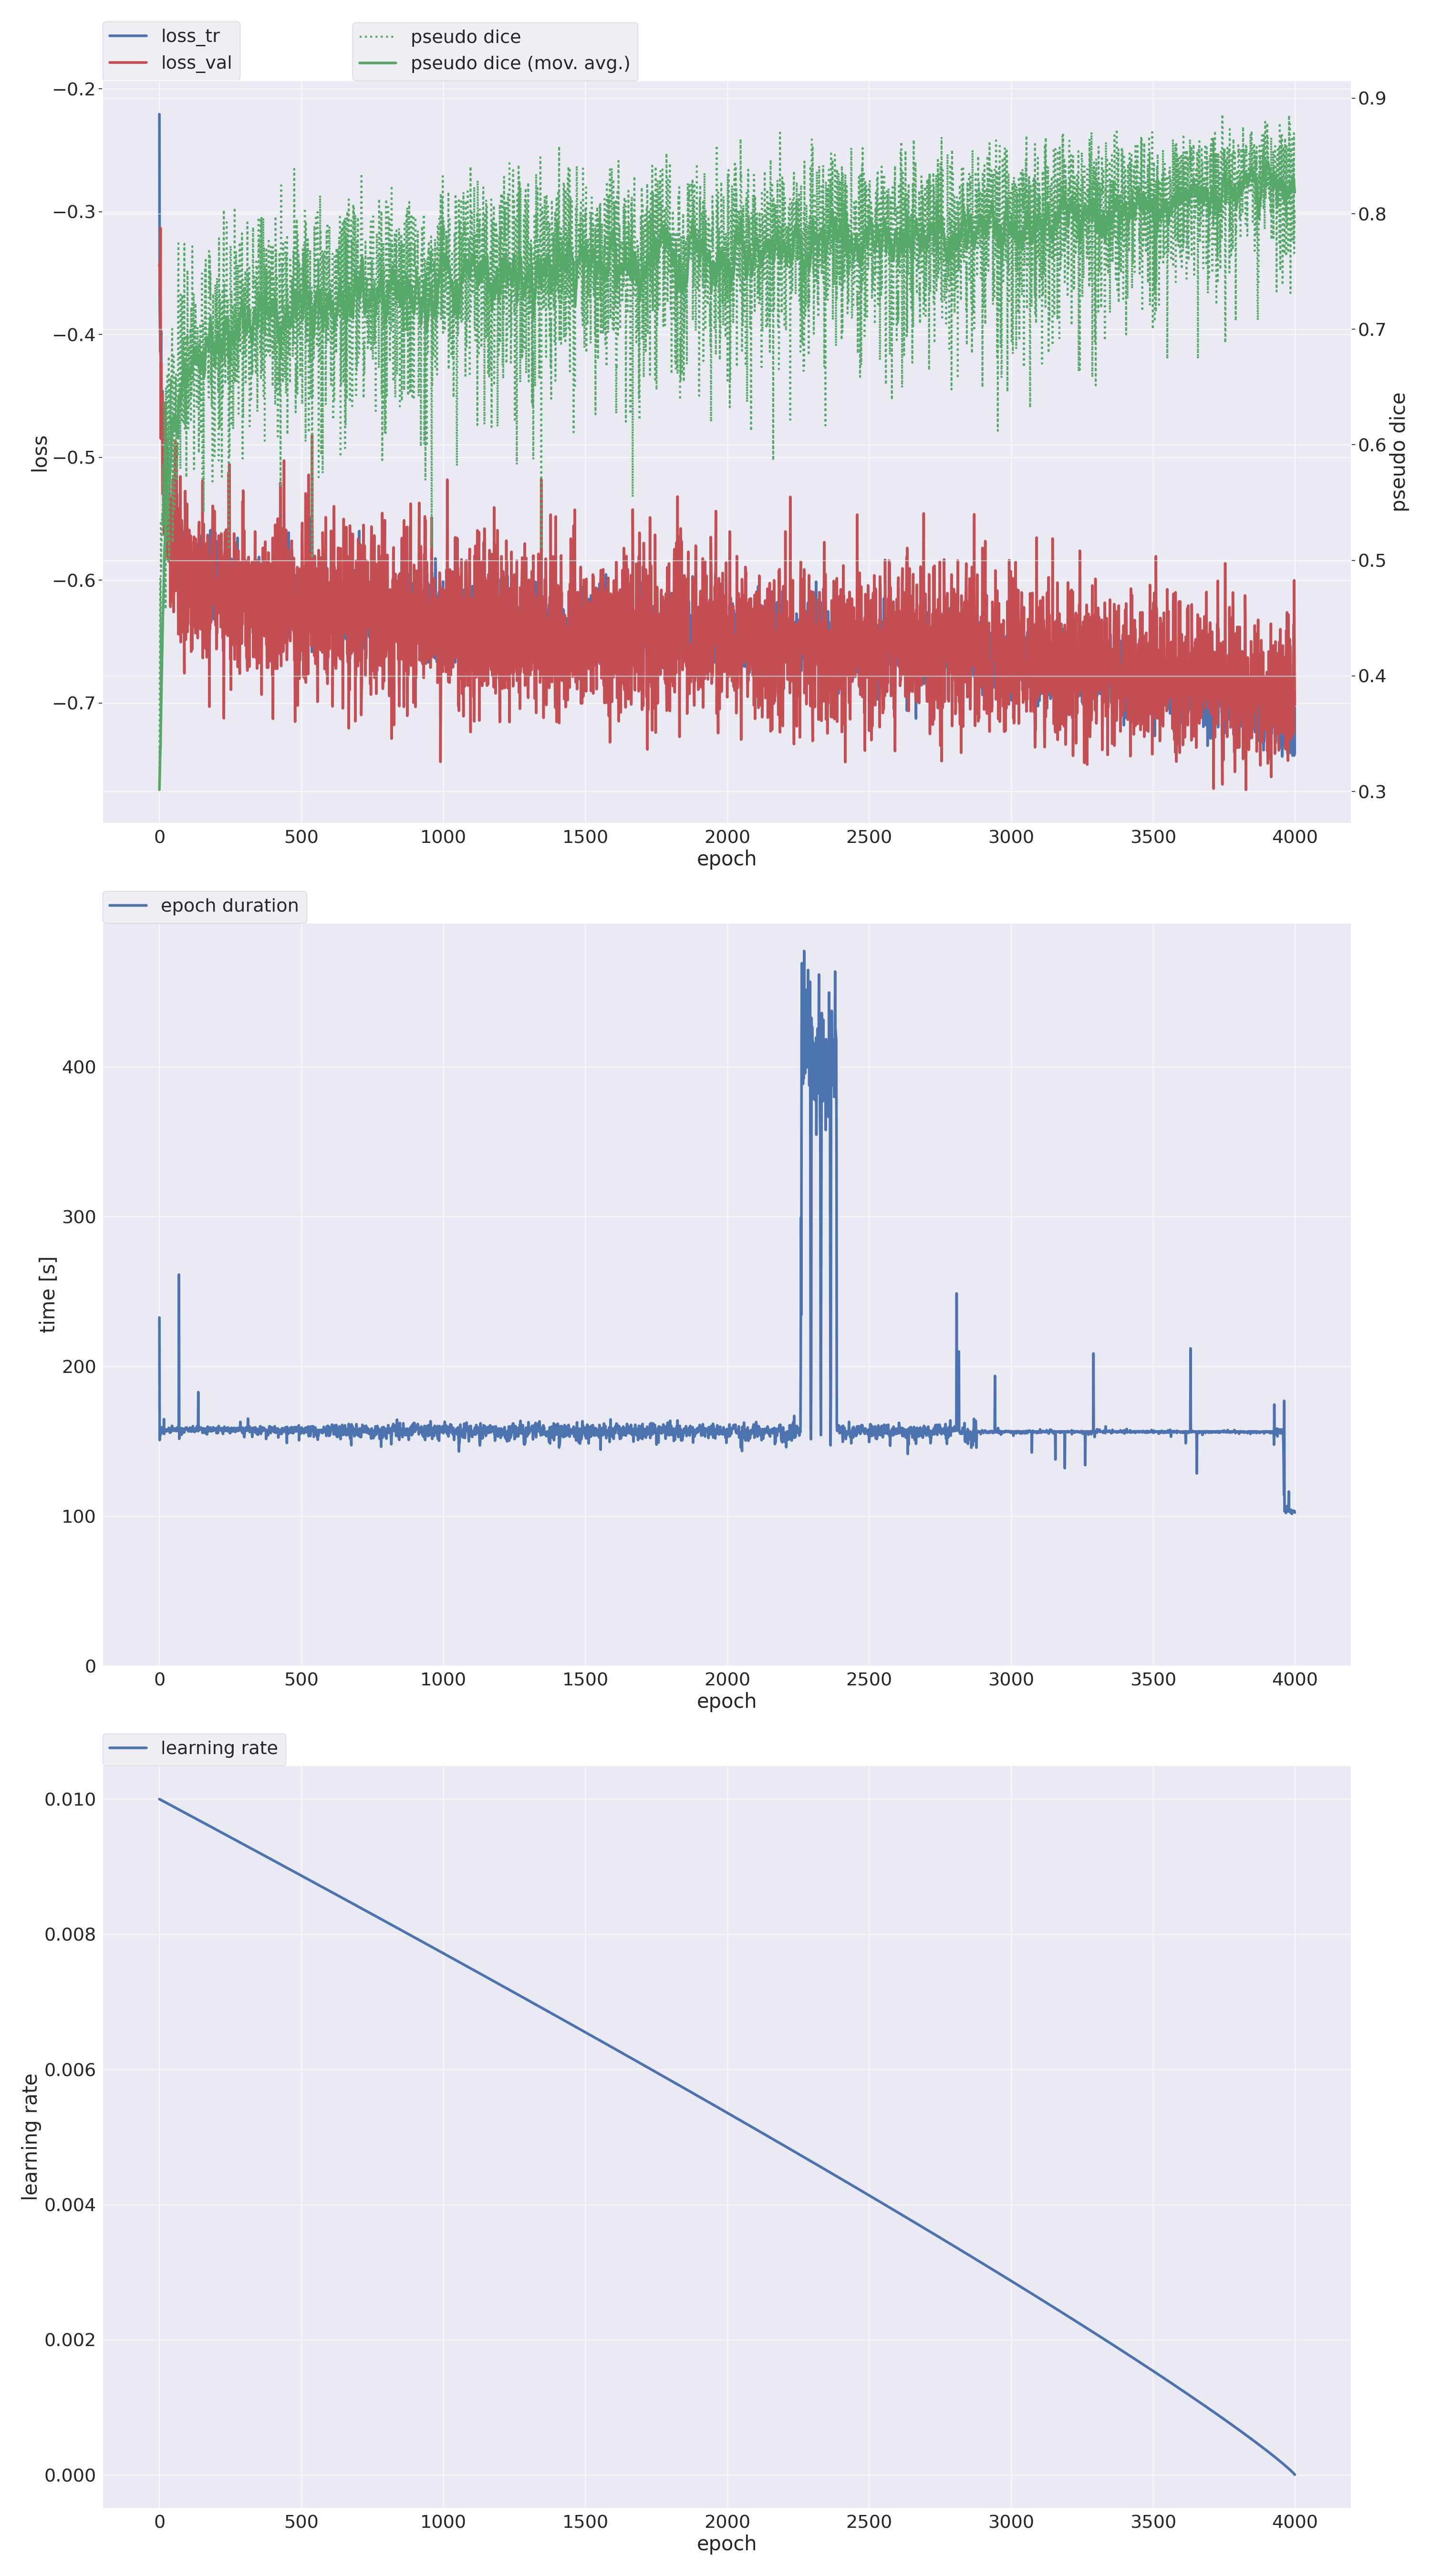 loss_tr
loss_val
pseudo dice
pseudo dice (mov. avg.)
−0.2
−0.3
−0.4
−0.5
−0.6
−0.7
loss
0.9
0.8
0.7
0.6
0.5
0.4
0.3
pseudo dice
0 500 1000 1500 2000 2500 3000 3500 4000
epoch
epoch duration
400
300
200
100
0
time [s]
0 500 1000 1500 2000 2500 3000 3500 4000
epoch
learning rate
0.010
0.008
0.006
0.004
0.002
0.000
learning rate
0 500 1000 1500 2000 2500 3000 3500 4000
epoch